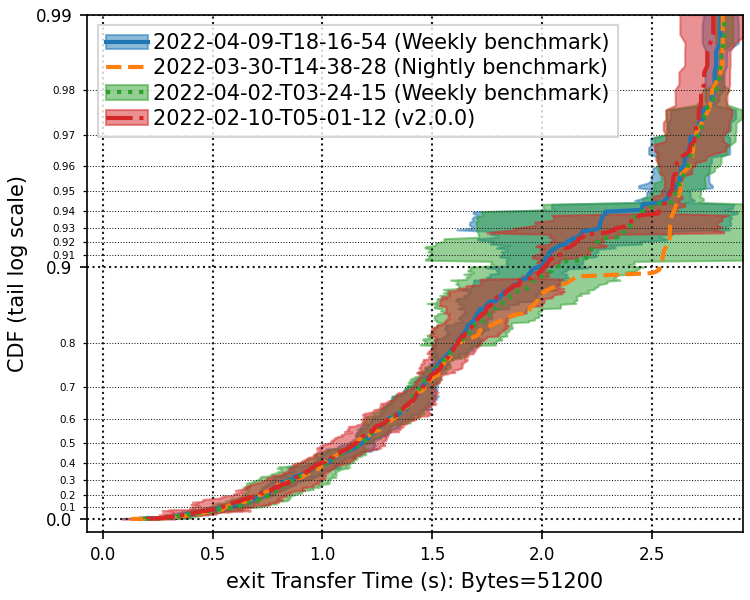 0.99
2022-04-09-T18-16-54 (Weekly benchmark)
2022-03-30-T14-38-28 (Nightly benchmark)
2022-04-02-T03-24-15 (Weekly benchmark)
2022-02-10-T05-01-12 (v2.0.0)
0.98
0.97
0.96
0.95
0.94
0.93
0.92
0.91
0.9
0.8
0.7
0.6
0.5
0.4
0.3
0.2
0.1
0.0
CDF (tail log scale)
0.0 0.5 1.0 1.5 2.0 2.5
exit Transfer Time (s): Bytes=51200